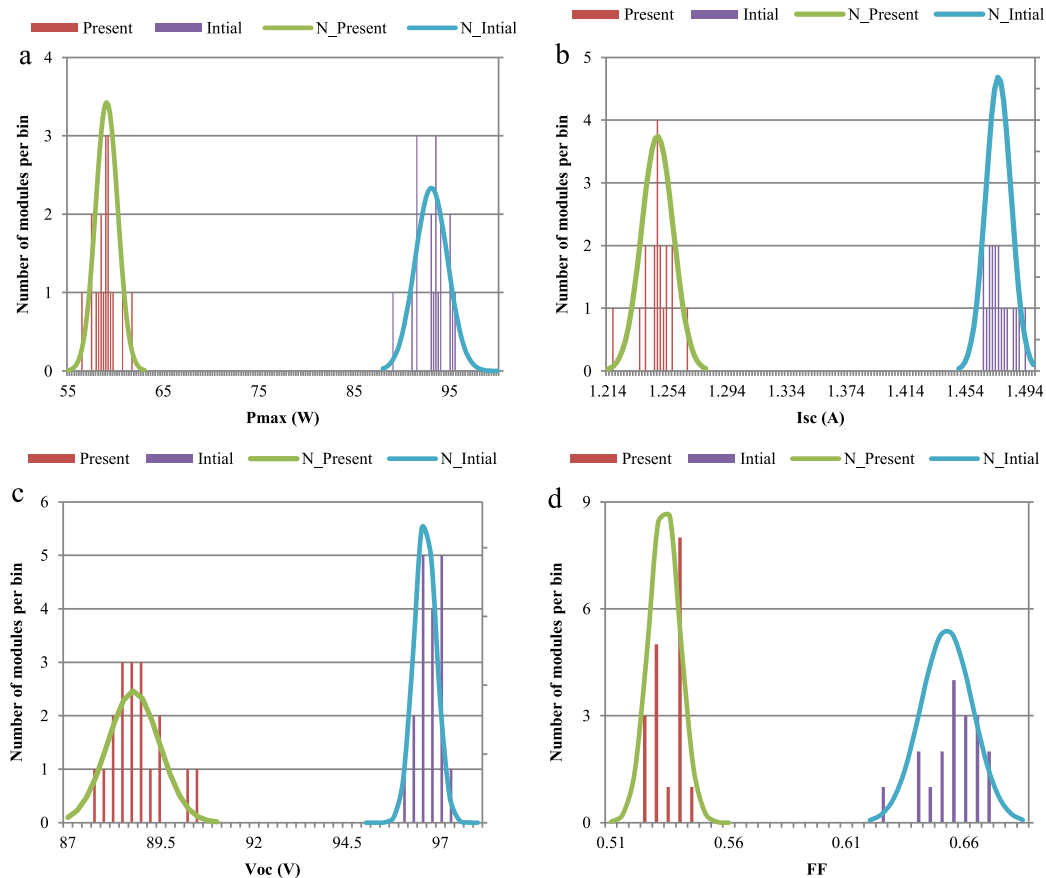 Present Intial N_Present N_Intial
a
4
3
2
1
0
Number of modules per bin
55 65 75 85 95
Pmax (W)
Present Intial N_Present N_Intial
b
5
4
3
2
1
0
Number of modules per bin
1.214 1.254 1.294 1.334 1.374 1.414 1.454 1.494
Isc (A)
Present Intial N_Present N_Intial
c
6
5
4
3
2
1
0
Number of modules per bin
87 89.5 92 94.5 97
Voc (V)
Present Intial N_Present N_Intial
d
9
6
3
0
Number of modules per bin
0.51 0.56 0.61 0.66
FF